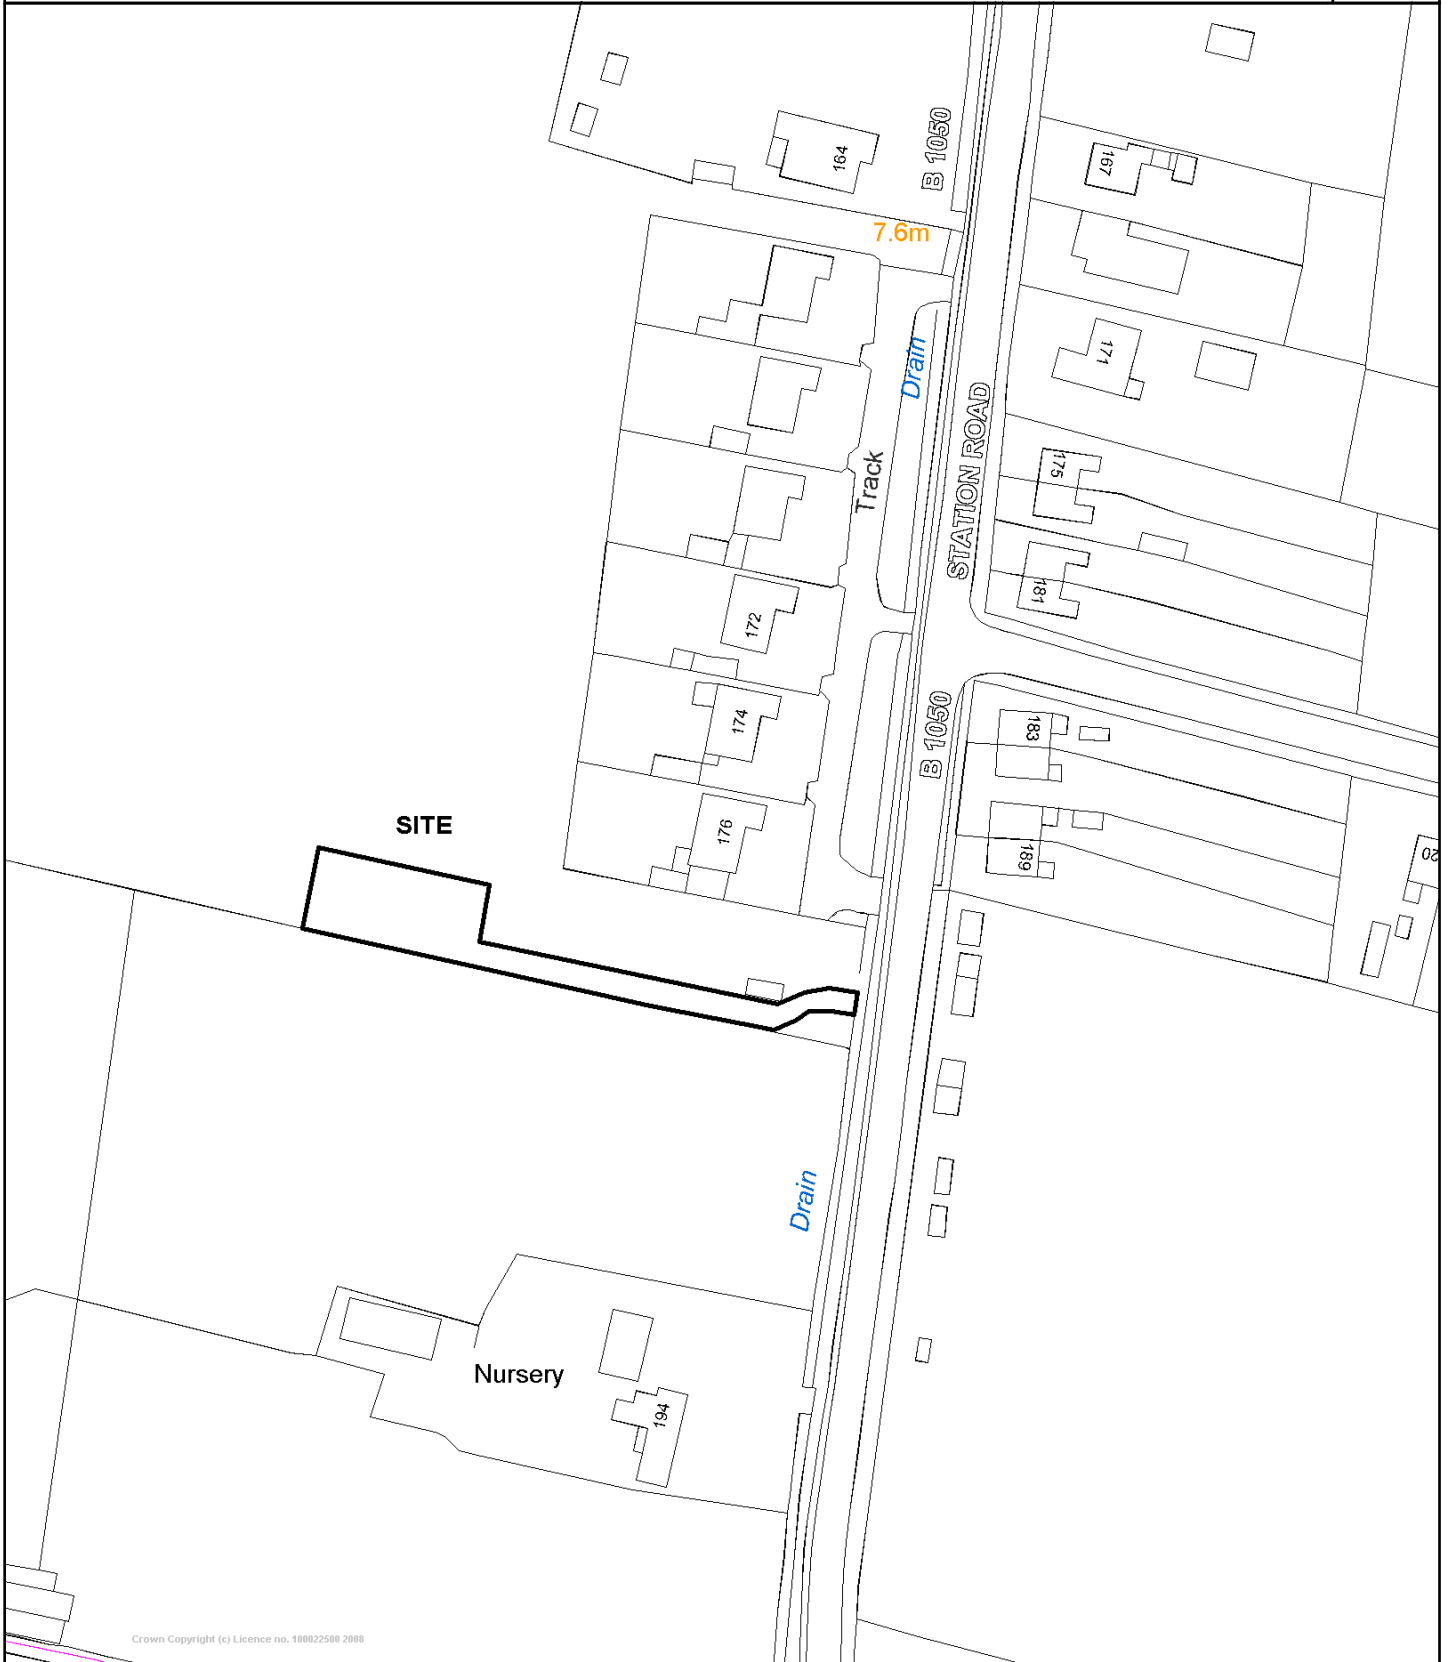 B 1050
164
167
7.6m
Drain
171
STATION ROAD
Track
175
181
172
174
B 1050
183
176
189
SITE
20
Drain
Nursery
194
Crown Copyright (c) Licence no. 100022500 2008